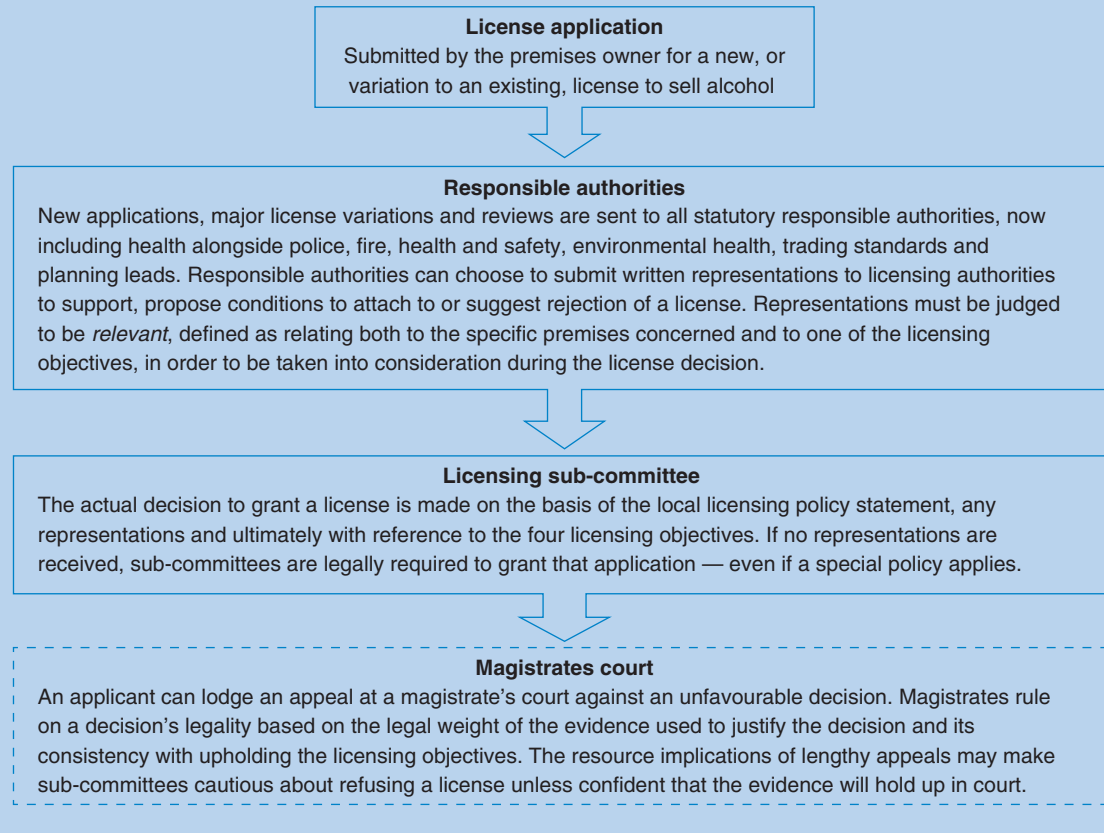 License application
Submitted by the premises owner for a new, or
variation to an existing, license to sell alcohol
Responsible authorities
New applications, major license variations and reviews are sent to all statutory responsible authorities, now
including health alongside police, fire, health and safety, environmental health, trading standards and
planning leads. Responsible authorities can choose to submit written representations to licensing authorities
to support, propose conditions to attach to or suggest rejection of a license. Representations must be judged
to be relevant, defined as relating both to the specific premises concerned and to one of the licensing
objectives, in order to be taken into consideration during the license decision.
Licensing sub-committee
The actual decision to grant a license is made on the basis of the local licensing policy statement, any
representations and ultimately with reference to the four licensing objectives. If no representations are
received, sub-committees are legally required to grant that application — even if a special policy applies.
Magistrates court
An applicant can lodge an appeal at a magistrate's court against an unfavourable decision. Magistrates rule
on a decision's legality based on the legal weight of the evidence used to justify the decision and its
consistency with upholding the licensing objectives. The resource implications of lengthy appeals may make
sub-committees cautious about refusing a license unless confident that the evidence will hold up in court.